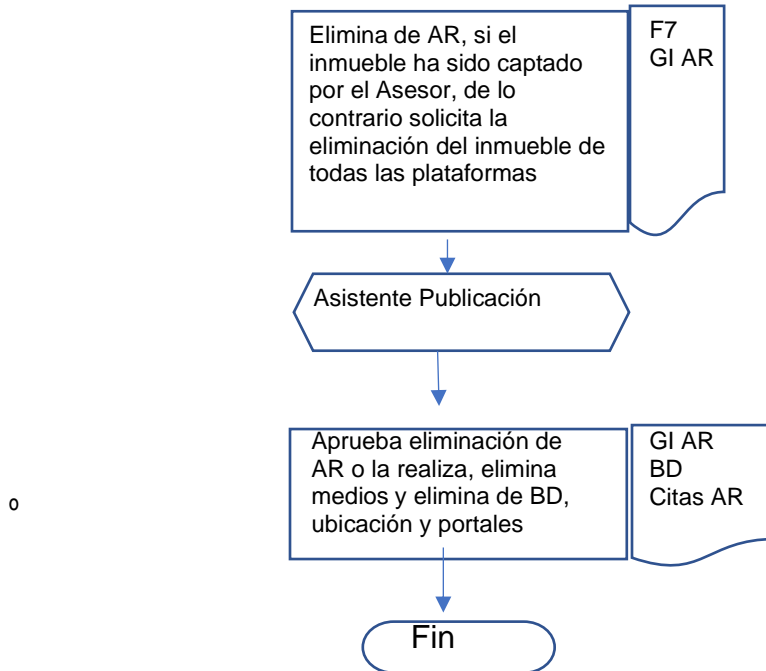 Elimina de AR, si el
inmueble ha sido captado
por el Asesor, de lo
contrario solicita la
eliminación del inmueble de
todas las plataformas
F7
GI AR
Asistente Publicación
Aprueba eliminación de
AR o la realiza, elimina
medios y elimina de BD,
ubicación y portales
GI AR
BD
Citas AR
o
Fin